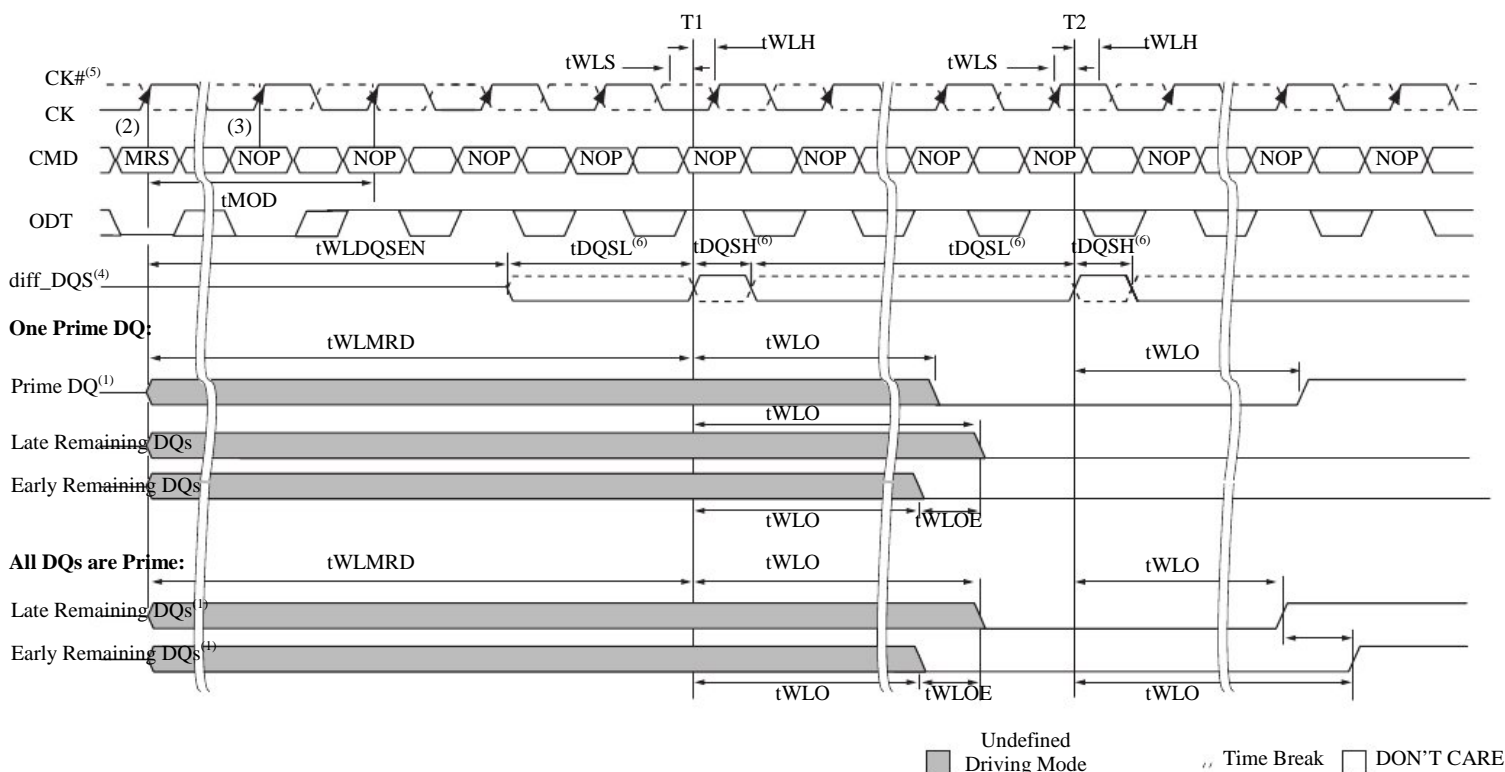 T1 T2
tWLH tWLH
tWLS tWLS
CK#(5)
CK
(2) (3)
CMD MRS NOP NOP NOP NOP NOP NOP NOP NOP NOP NOP NOP
tMOD
ODT
tWLDQSEN tDQSL(6) tDQSH(6) tDQSL(6) tDQSH(6)
diff_DQS(4)
One Prime DQ:
tWLMRD tWLO tWLO
Prime DQ(1)
tWLO
Late Remaining DQs
Early Remaining DQs
tWLO tWLOE
All DQs are Prime:
tWLMRD tWLO tWLO
Late Remaining DQs(1)
Early Remaining DQs(1)
tWLO tWLOE tWLO
Undefined
Driving Mode Time Break DON'T CARE